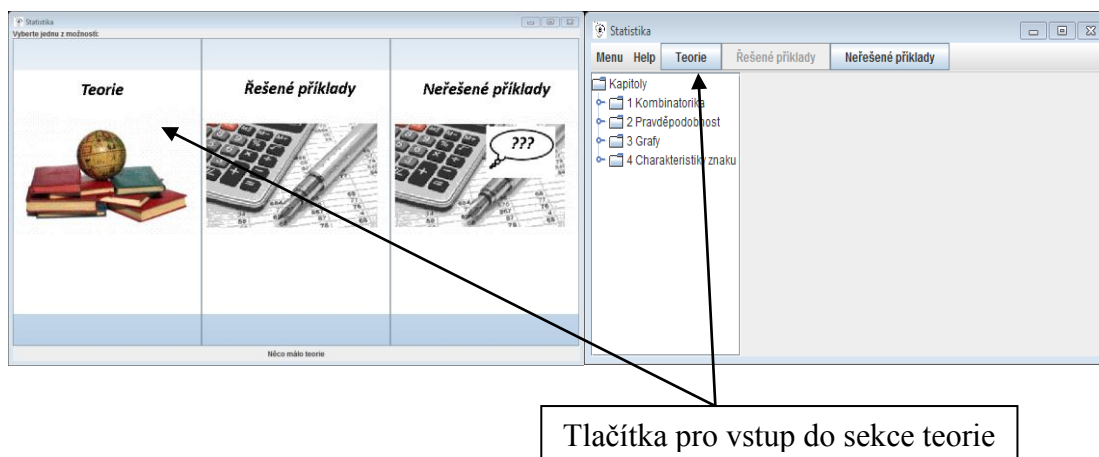 Statistika
Vyberte jednu z možností:
Teorie
Řešené příklady
Neřešené příklady
???
Něco málo teorie
Statistika
Menu Help Teorie Řešené příklady Neřešené příklady
Kapitoly
1 Kombinatorika
2 Pravděpodobnost
3 Grafy
4 Charakteristiky znaku
Tlačítka pro vstup do sekce teorie